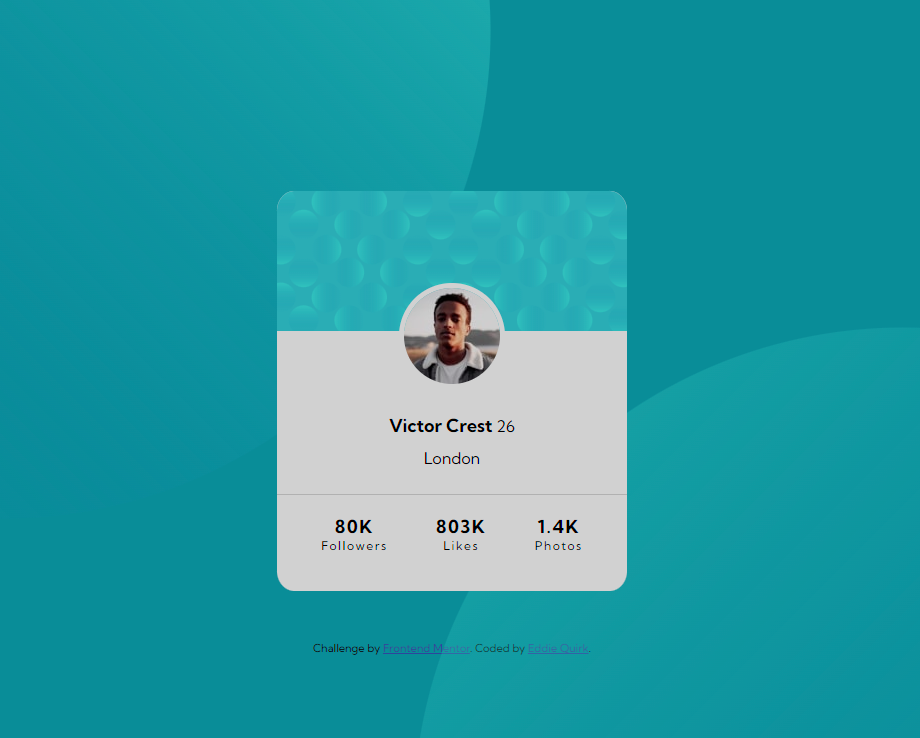 Victor Crest 26
London
80K 803K 1.4K
Followers Likes Photos
Challenge by Frontend Mentor. Coded by Eddie Quirk.